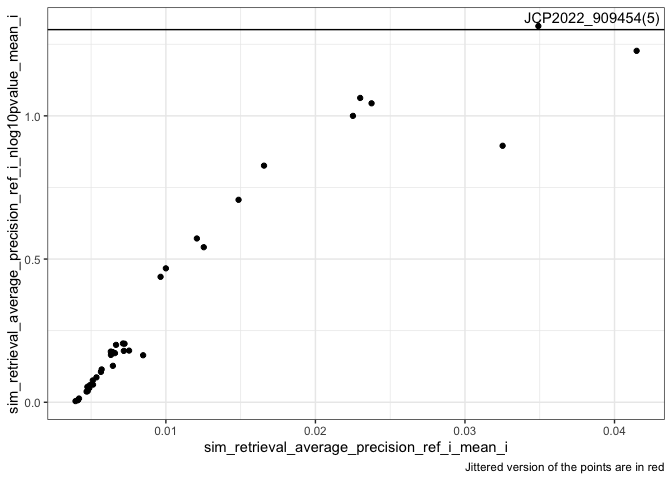 JCP2022_909454(5)
sim_retrieval_average_precision_ref_i_nlog10pvalue_mean_i
1.0
0.5
0.0
0.01
0.02
0.03
0.04
sim_retrieval_average_precision_ref_i_mean_i
Jittered version of the points are in red